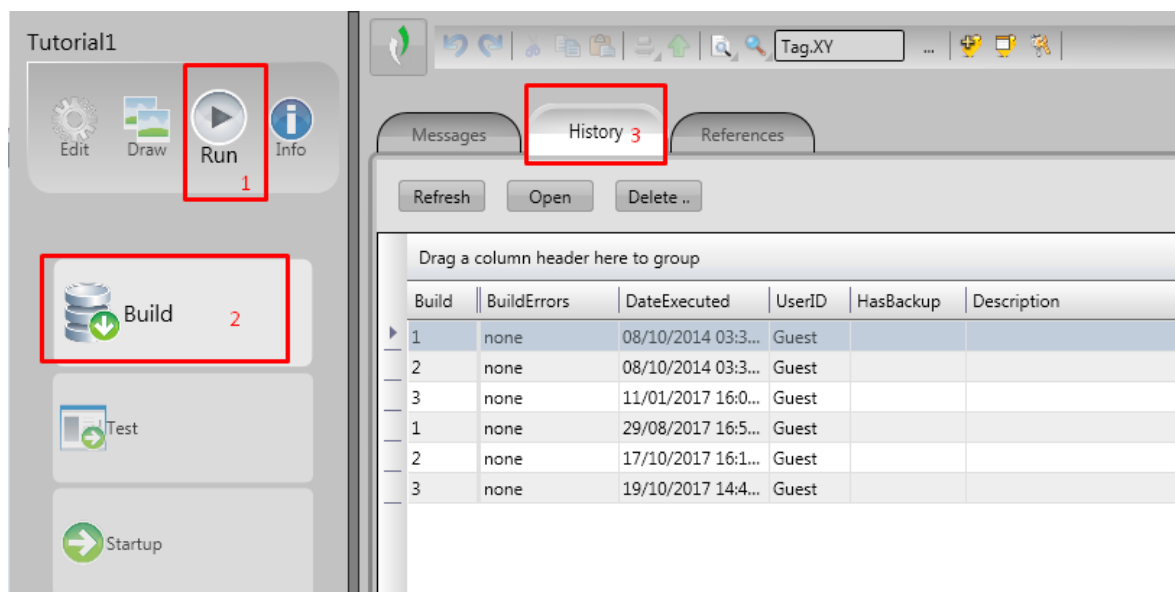 Tutorial1
Edit Draw Run Info
1
Build 2
Test
Startup
Tag.XY ...
Messages History 3 References
Refresh Open Delete ..
Drag a column header here to group
Build BuildErrors DateExecuted UserID HasBackup Description
1 none 08/10/2014 03:3... Guest
2 none 08/10/2014 03:3... Guest
3 none 11/01/2017 16:0... Guest
1 none 29/08/2017 16:5... Guest
2 none 17/10/2017 16:1... Guest
3 none 19/10/2017 14:4... Guest